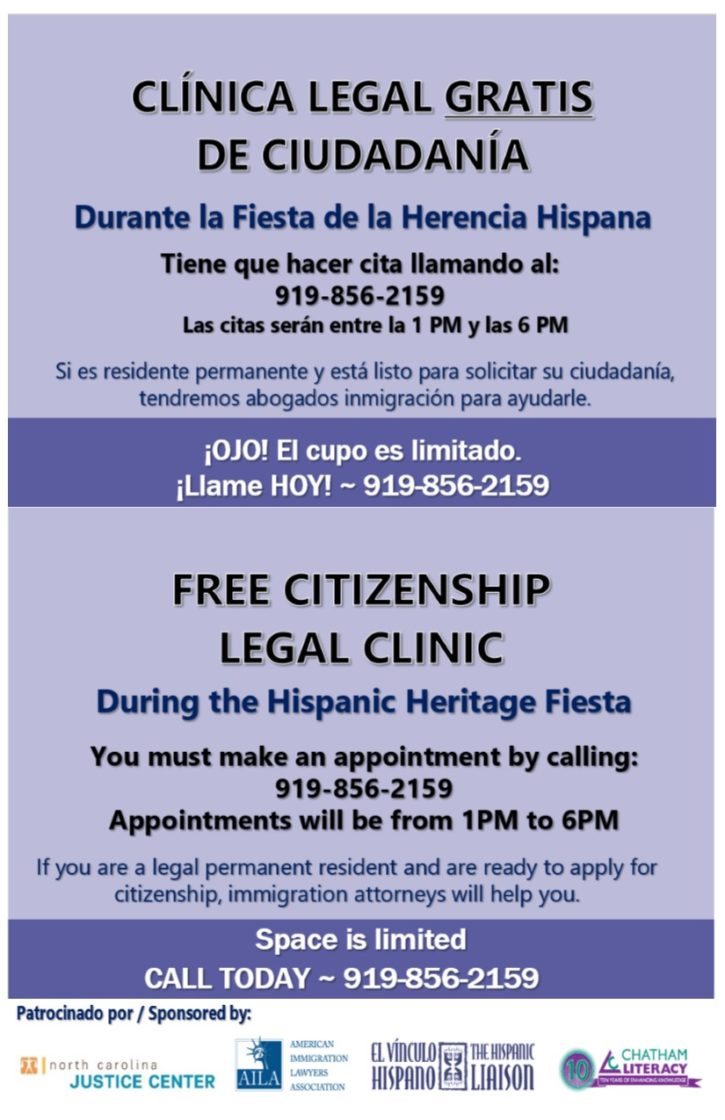 CLÍNICA LEGAL GRATIS
DE CIUDADANÍA
Durante la Fiesta de la Herencia Hispana
Tiene que hacer cita llamando al:
919-856-2159
Las citas serán entre la 1 PM y las 6 PM
Si es residente permanente y está listo para solicitar su ciudadanía,
tendremos abogados inmigración para ayudarle.
¡OJO! El cupo es limitado.
¡Llame HOY! ~ 919-856-2159
FREE CITIZENSHIP
LEGAL CLINIC
During the Hispanic Heritage Fiesta
You must make an appointment by calling:
919-856-2159
Appointments will be from 1PM to 6PM
If you are a legal permanent resident and are ready to apply for
citizenship, immigration attorneys will help you.
Space is limited
CALL TODAY ~ 919-856-2159
Patrocinado por / Sponsored by:
north carolina
JUSTICE CENTER
AILA
AMERICAN
IMMIGRATION
LAWYERS
ASSOCIATION
EL VÍNCULO
HISPANO
THE HISPANIC
LIAISON
10
CHATHAM
LITERACY
TEN YEARS OF ENHANCING KNOWLEDGE